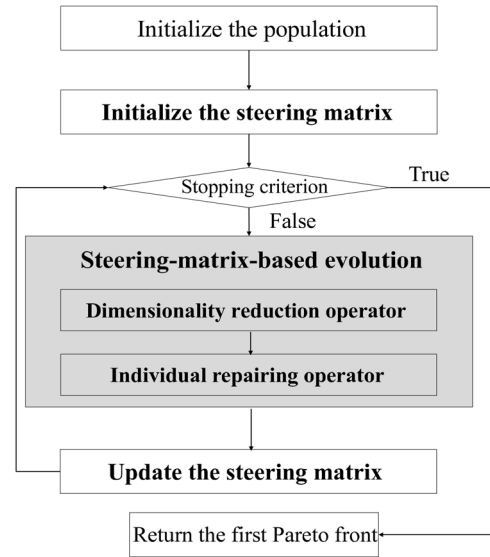 Initialize the population
Initialize the steering matrix
Stopping criterion
True
False
Steering-matrix-based evolution
Dimensionality reduction operator
Individual repairing operator
Update the steering matrix
Return the first Pareto front